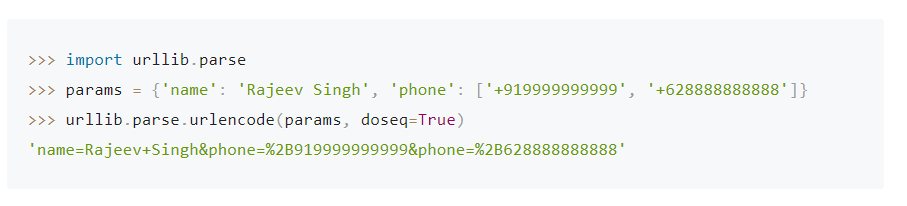 >>> import urllib.parse
>>> params = {'name': 'Rajeev Singh', 'phone': ['+919999999999', '+628888888888']}
>>> urllib.parse.urlencode(params, doseq=True)
'name=Rajeev+Singh&phone=%2B919999999999&phone=%2B628888888888'